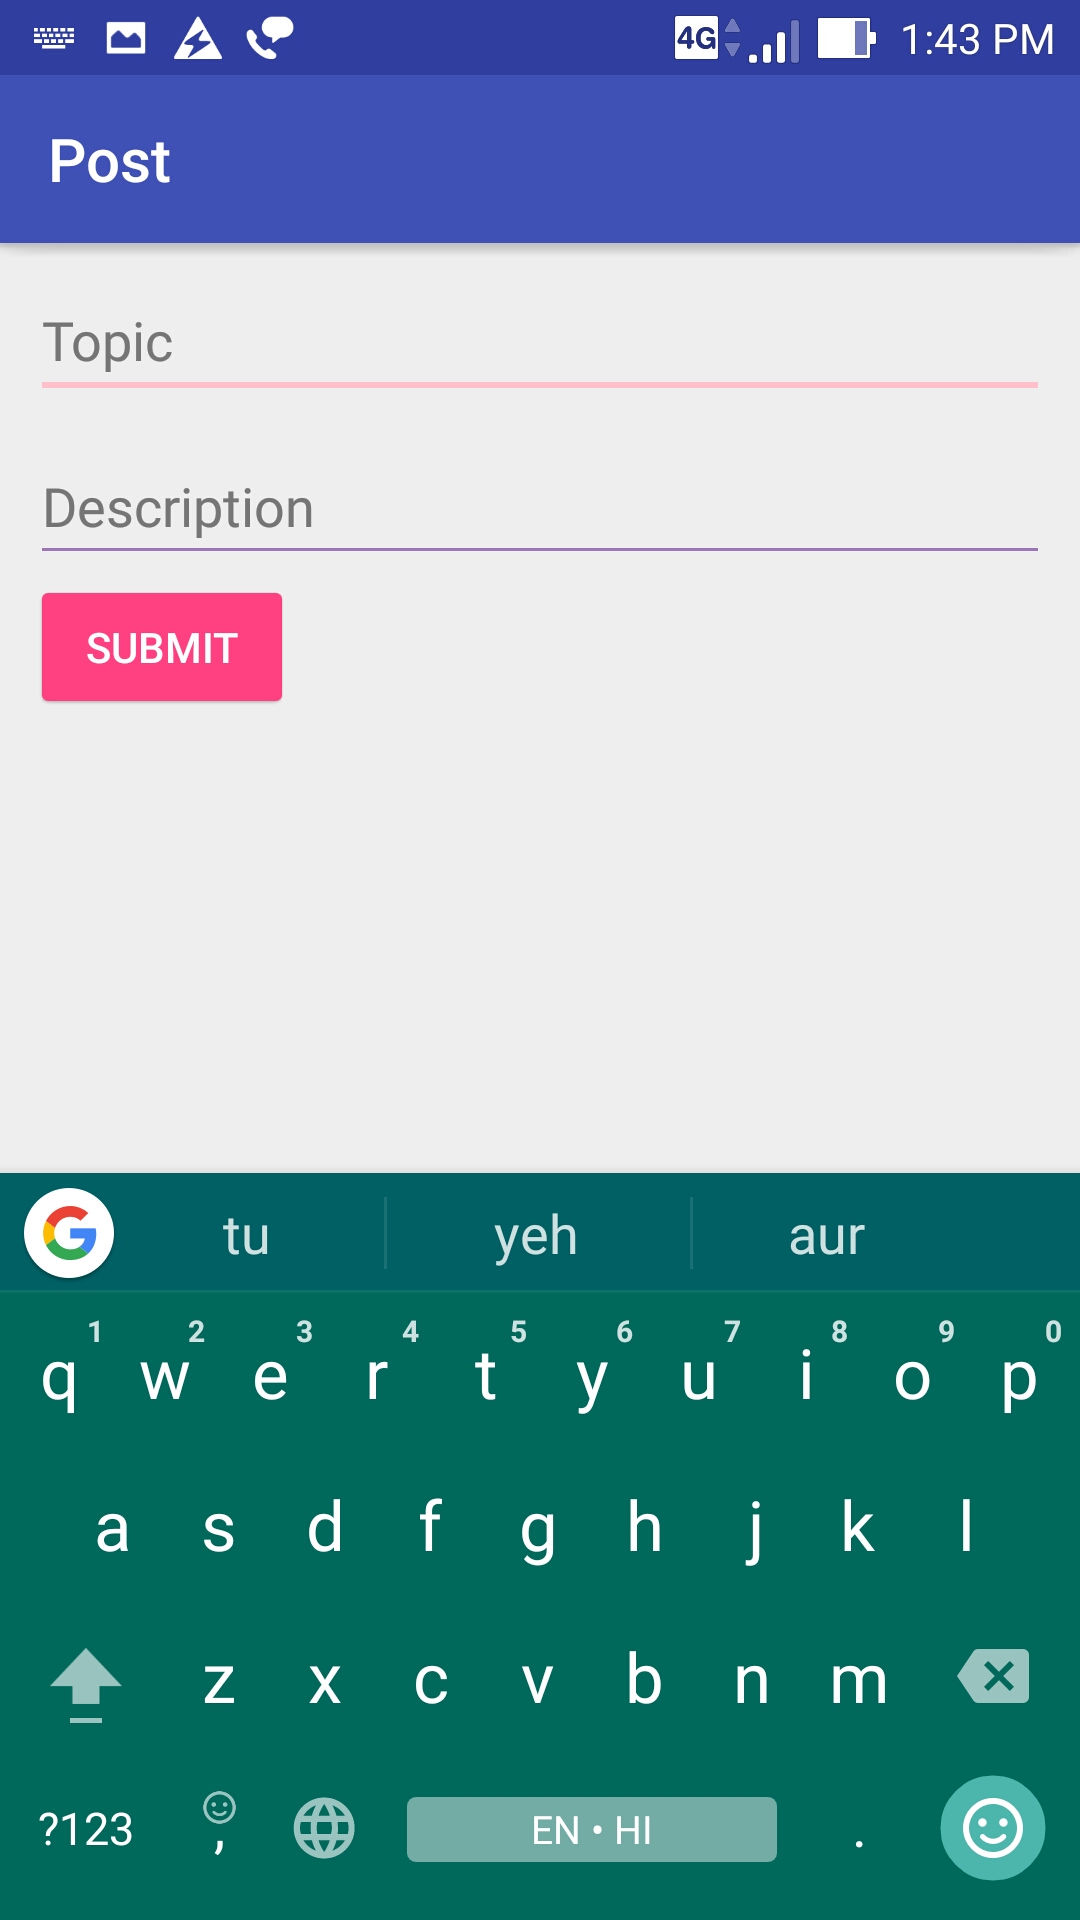 4G 1:43 PM
Post
Topic
Description
SUBMIT
G tu yeh aur
1 2 3 4 5 6 7 8 9 0
q w e r t y u i o p
a s d f g h j k l
z x c v b n m
?123 , EN • HI .